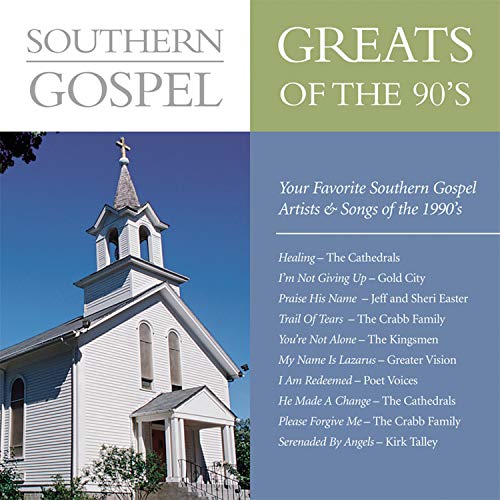 SOUTHERN
GOSPEL
GREATS
OF THE 90'S
Your Favorite Southern Gospel
Artists & Songs of the 1990's
Healing – The Cathedrals
I'm Not Giving Up – Gold City
Praise His Name – Jeff and Sheri Easter
Trail Of Tears – The Crabb Family
You're Not Alone – The Kingsmen
My Name Is Lazarus – Greater Vision
I Am Redeemed – Poet Voices
He Made A Change – The Cathedrals
Please Forgive Me – The Crabb Family
Serenaded By Angels – Kirk Talley